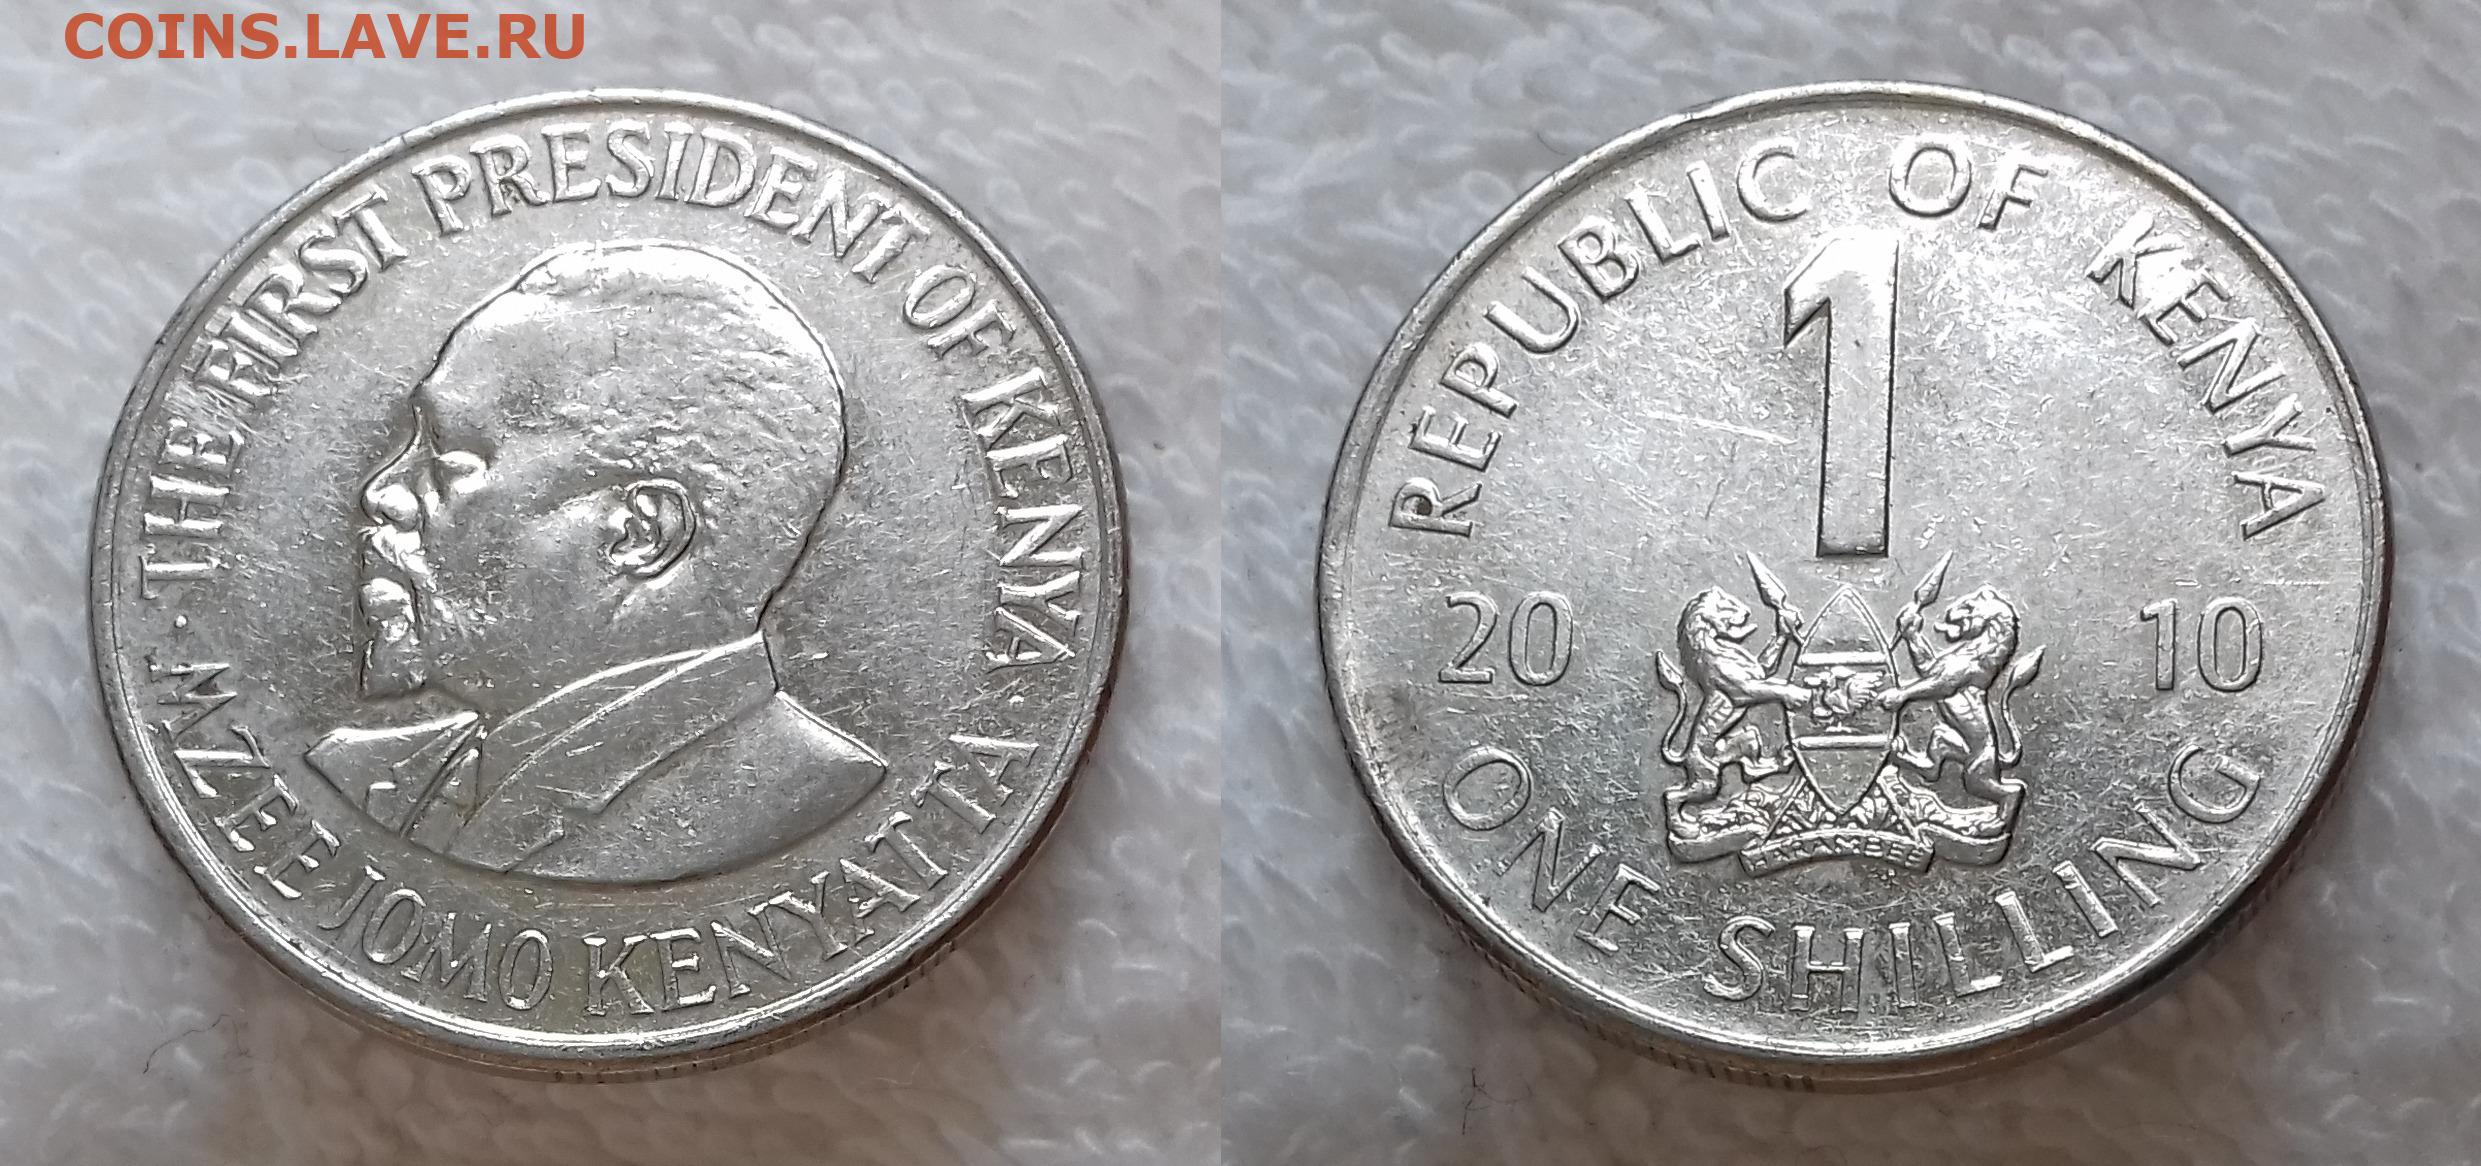 COINS.LAVE.RU
· THE FIRST PRESIDENT OF KENYA ·
MZEE JOMO KENYATTA
REPUBLIC OF KENYA
1
20 10
HARAMBEE
ONE SHILLING